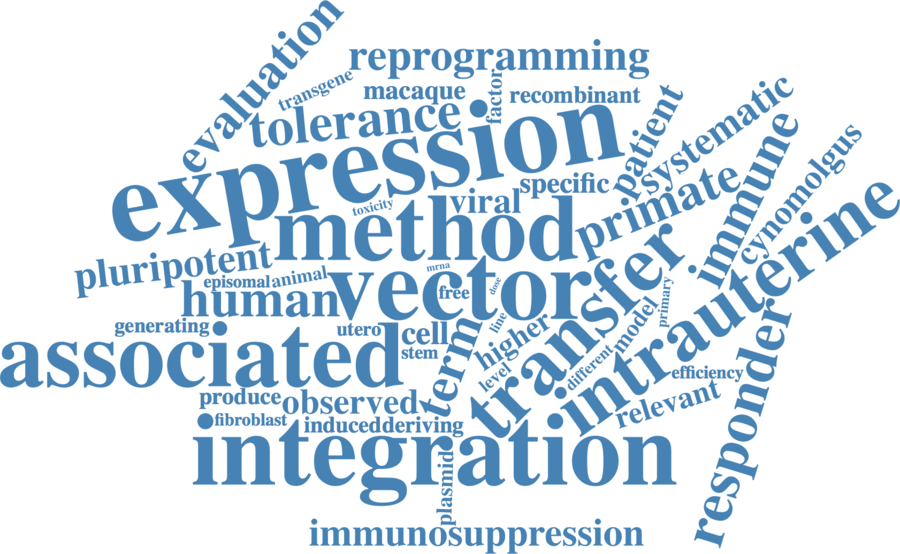 evaluation
reprogramming
transgene
macaque
factor
recombinant
tolerance
expression
patient
systematic
specific
viral
toxicity
method
primate
immune
cynomolgus
pluripotent
episomal
animal
mrna
human
vector
free
dose
transfer
intrauterine
primary
generating
associated
utero
cell
stem
term
line
higher
level
different
model
efficiency
relevant
responder
produce
observed
fibroblast
induced
deriving
integration
plasmid
immunosuppression